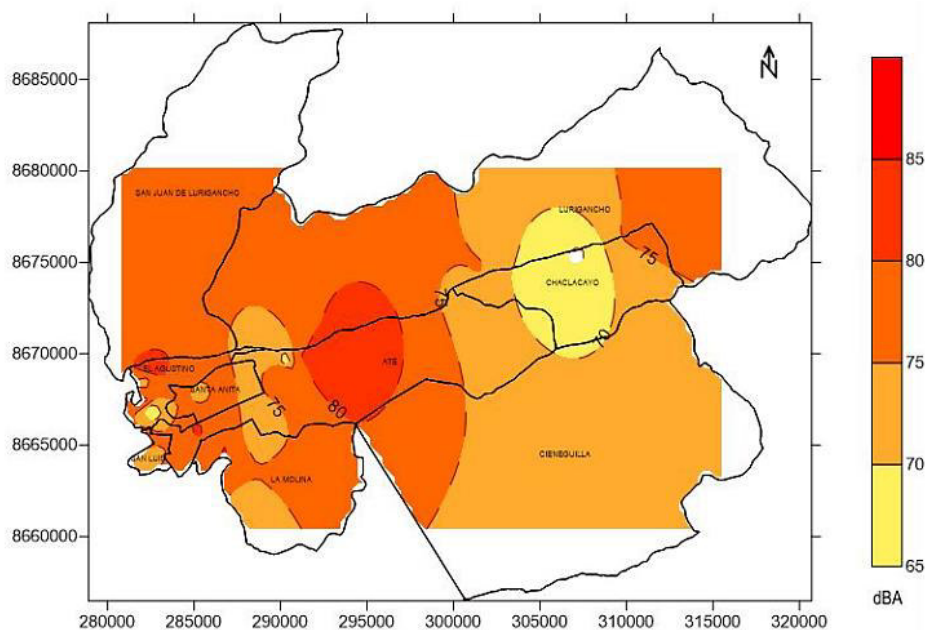 N
8685000
8680000
8675000
8670000
8665000
8660000
280000 285000 290000 295000 300000 305000 310000 315000 320000
SAN JUAN DE LURIGANCHO
LURIGANCHO
75
CHACLACAYO
75
70
ATE
EL AGUSTINO
SANTA ANITA
75
80
SAN LUIS
LA MOLINA
CIENEGUILLA
85
80
75
70
65
dBA